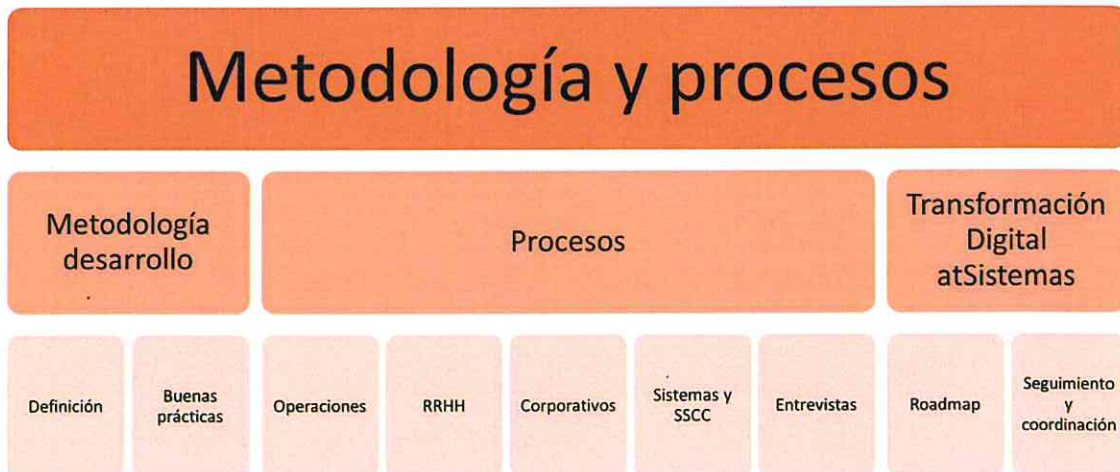 Metodología y procesos
Metodología
desarrollo
Procesos
Transformación
Digital
atSistemas
Definición
Buenas
prácticas
Operaciones
RRHH
Corporativos
Sistemas y
SSCC
Entrevistas
Roadmap
Seguimiento
y
coordinación